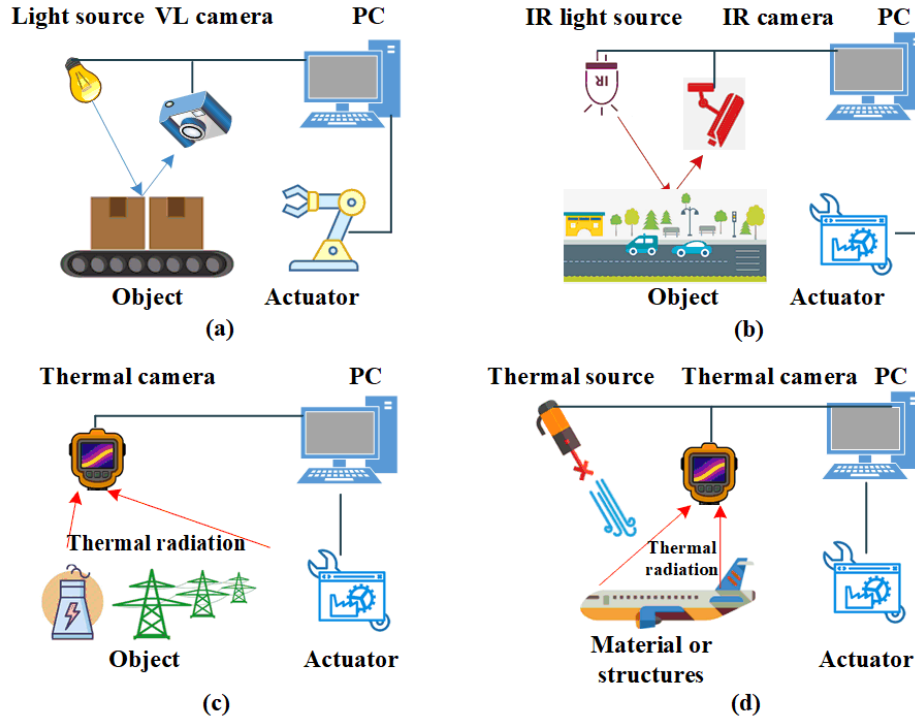 Light source VL camera PC
IR light source IR camera PC
IR
Object Actuator
(a)
Object Actuator
(b)
Thermal camera PC
Thermal radiation
Object Actuator
(c)
Thermal source Thermal camera PC
Thermal
radiation
Material or
structures
Actuator
(d)